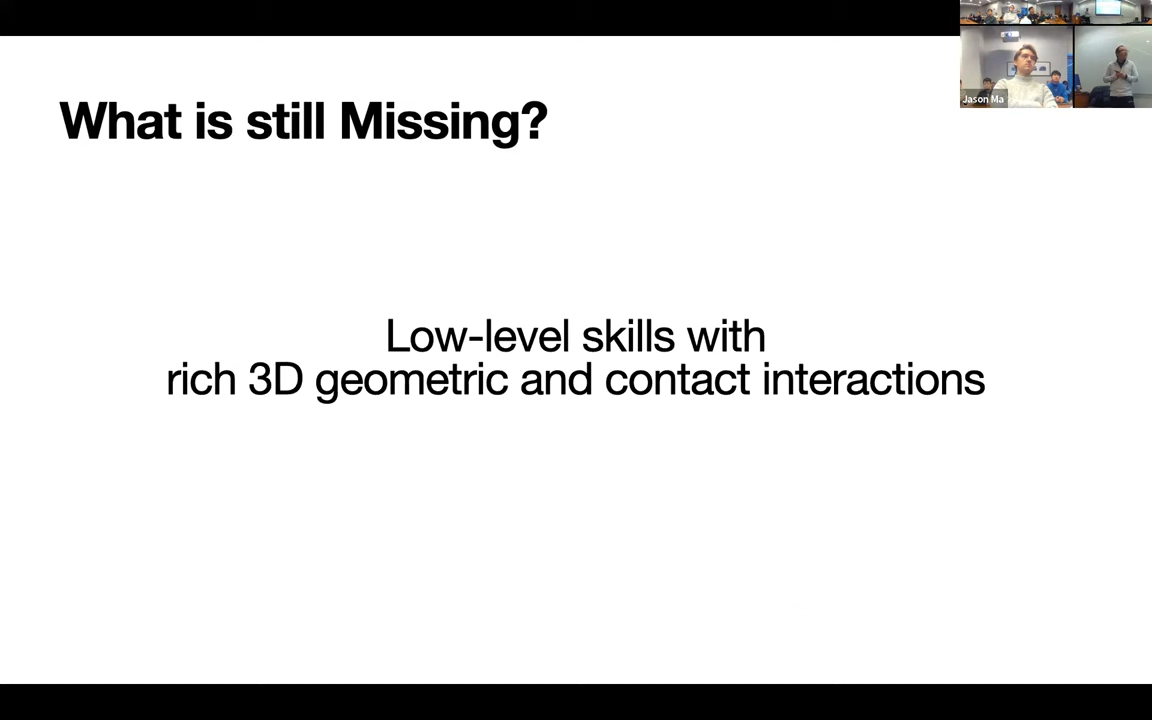 What is still Missing?
Jason Ma
Low-level skills with
rich 3D geometric and contact interactions